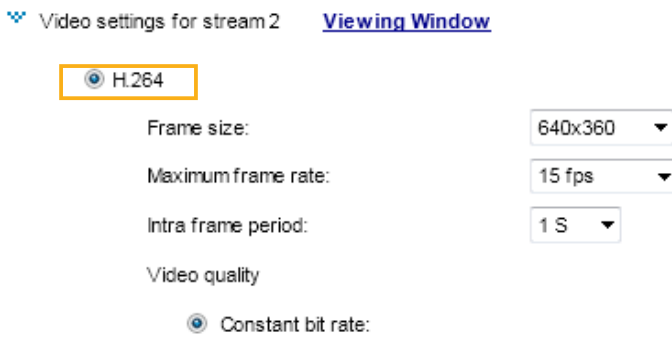 Video settings for stream 2 Viewing Window
H.264
Frame size: 640x360
Maximum frame rate: 15 fps
Intra frame period: 1 S
Video quality
Constant bit rate: